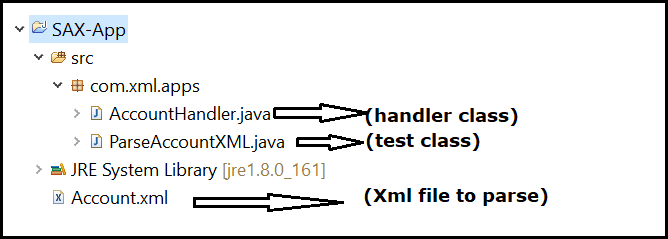 SAX-App
src
com.xml.apps
AccountHandler.java (handler class)
ParseAccountXML.java (test class)
JRE System Library [jre1.8.0_161]
Account.xml (Xml file to parse)